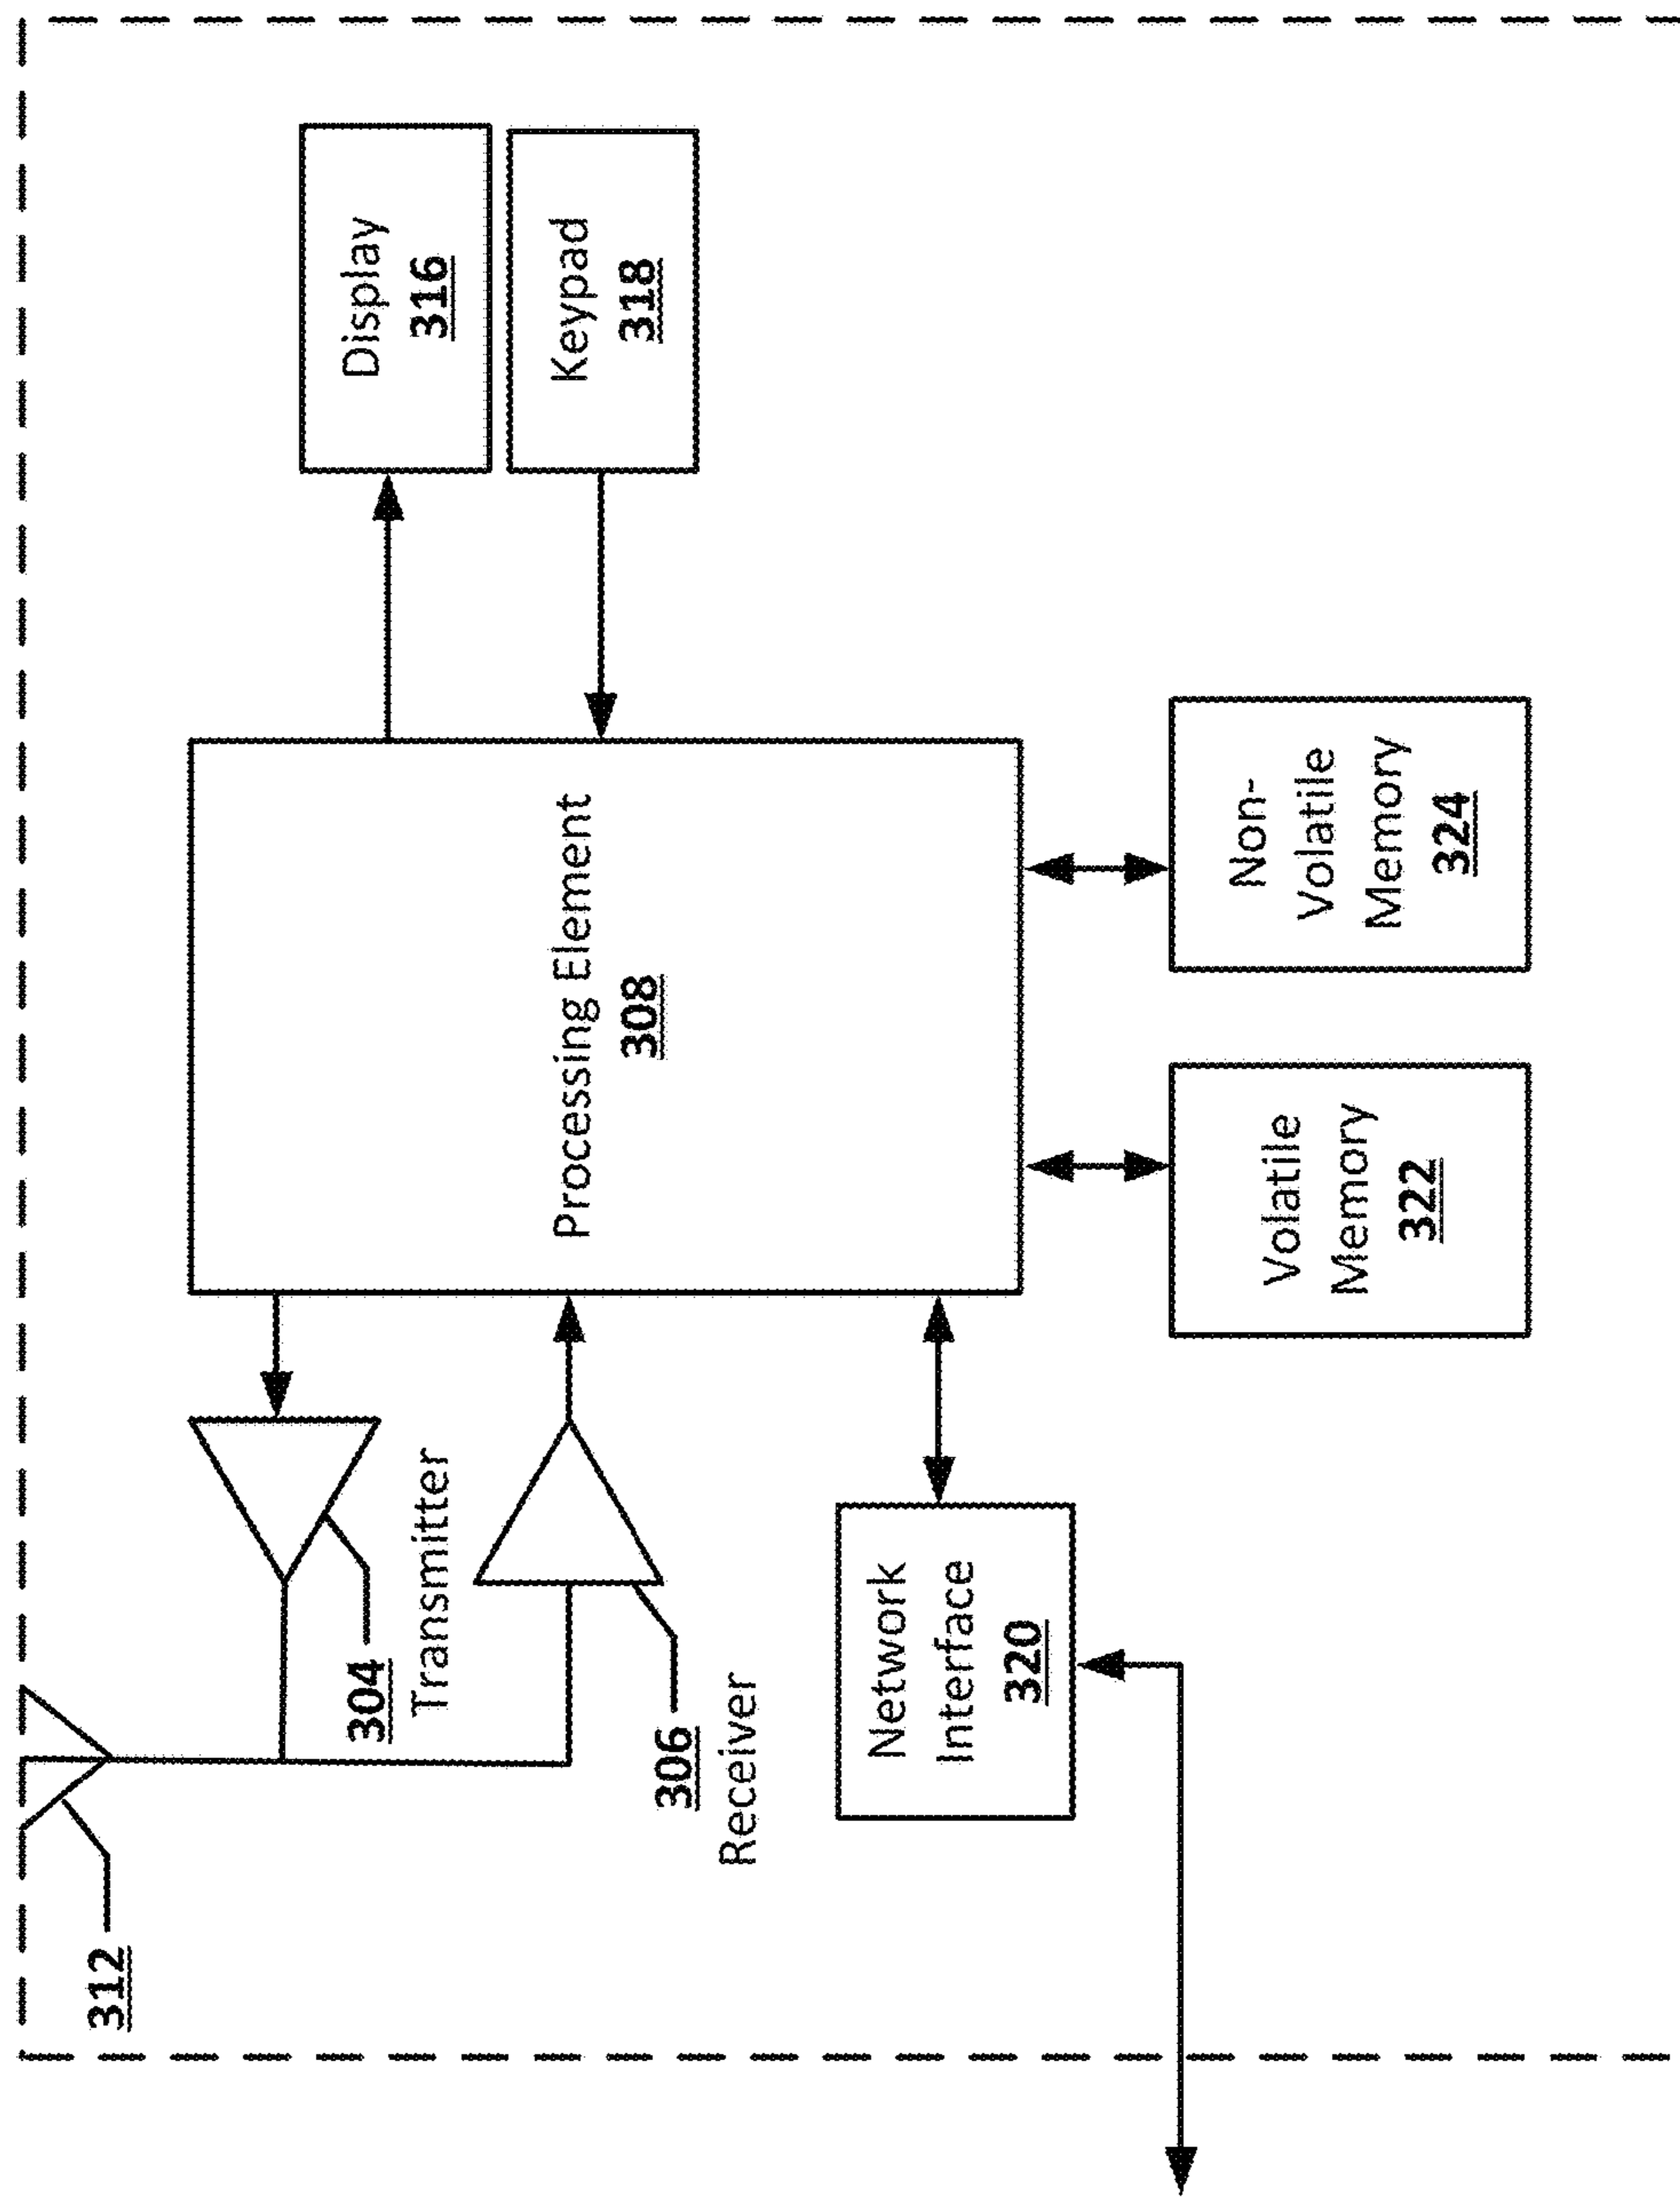 312
304
Transmitter
306
Receiver
Network
Interface
320
Processing Element
308
Volatile
Memory
322
Non-
Volatile
Memory
324
Display
316
Keypad
318